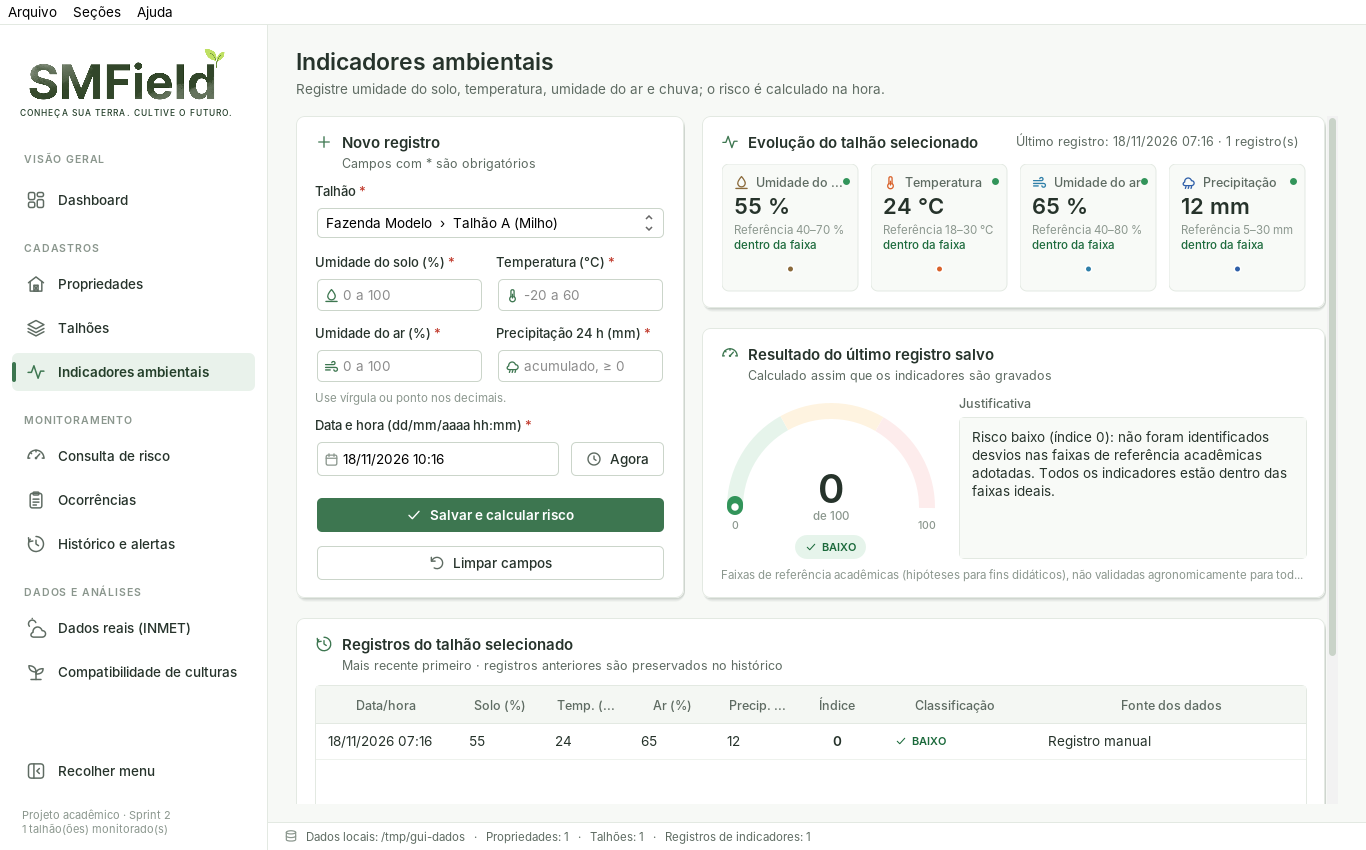 Arquivo Seções Ajuda
SMField
CONHEÇA SUA TERRA. CULTIVE O FUTURO.
VISÃO GERAL
Dashboard
CADASTROS
Propriedades
Talhões
Indicadores ambientais
MONITORAMENTO
Consulta de risco
Ocorrências
Histórico e alertas
DADOS E ANÁLISES
Dados reais (INMET)
Compatibilidade de culturas
Recolher menu
Projeto acadêmico · Sprint 2
1 talhão(ões) monitorado(s)
Indicadores ambientais
Registre umidade do solo, temperatura, umidade do ar e chuva; o risco é calculado na hora.
Novo registro
Campos com * são obrigatórios
Talhão *
Fazenda Modelo › Talhão A (Milho)
Umidade do solo (%) * Temperatura (°C) *
0 a 100 -20 a 60
Umidade do ar (%) * Precipitação 24 h (mm) *
0 a 100 acumulado, ≥ 0
Use vírgula ou ponto nos decimais.
Data e hora (dd/mm/aaaa hh:mm) *
18/11/2026 10:16 Agora
Salvar e calcular risco
Limpar campos
Evolução do talhão selecionado Último registro: 18/11/2026 07:16 · 1 registro(s)
Umidade do ... Temperatura Umidade do ar Precipitação
55 % 24 °C 65 % 12 mm
Referência 40–70 % Referência 18–30 °C Referência 40–80 % Referência 5–30 mm
dentro da faixa dentro da faixa dentro da faixa dentro da faixa
Resultado do último registro salvo
Calculado assim que os indicadores são gravados
0
de 100
0 100
BAIXO
Justificativa
Risco baixo (índice 0): não foram identificados
desvios nas faixas de referência acadêmicas
adotadas. Todos os indicadores estão dentro das
faixas ideais.
Faixas de referência acadêmicas (hipóteses para fins didáticos), não validadas agronomicamente para tod...
Registros do talhão selecionado
Mais recente primeiro · registros anteriores são preservados no histórico
Data/hora Solo (%) Temp. (... Ar (%) Precip. ... Índice Classificação Fonte dos dados
18/11/2026 07:16 55 24 65 12 0 BAIXO Registro manual
Dados locais: /tmp/gui-dados · Propriedades: 1 · Talhões: 1 · Registros de indicadores: 1